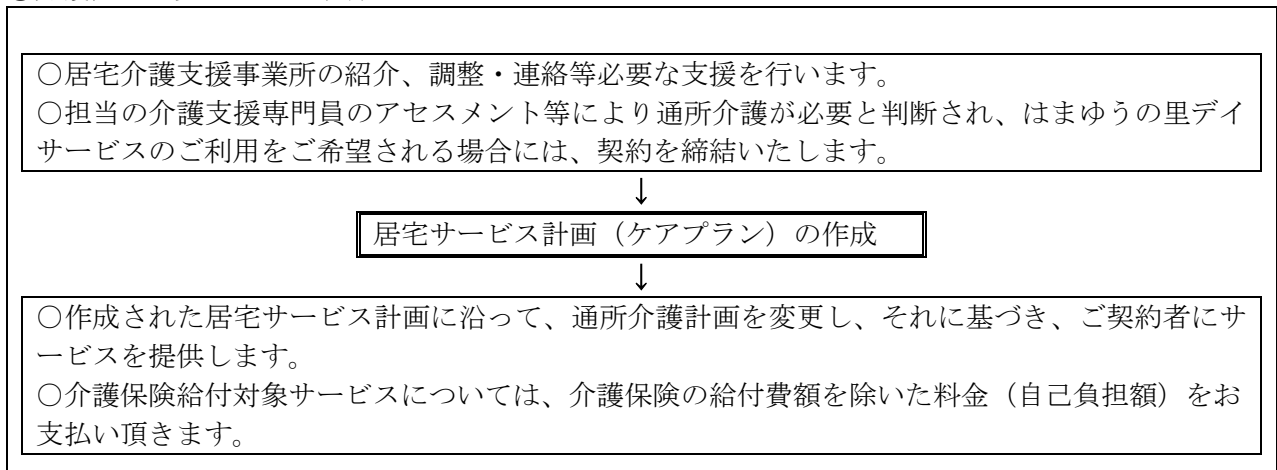 ○居宅介護支援事業所の紹介、調整・連絡等必要な支援を行います。
○担当の介護支援専門員のアセスメント等により通所介護が必要と判断され、はまゆうの里デイ
サービスのご利用をご希望される場合には、契約を締結いたします。
↓
居宅サービス計画（ケアプラン）の作成
↓
○作成された居宅サービス計画に沿って、通所介護計画を変更し、それに基づき、ご契約者にサ
ービスを提供します。
○介護保険給付対象サービスについては、介護保険の給付費額を除いた料金（自己負担額）をお
支払い頂きます。